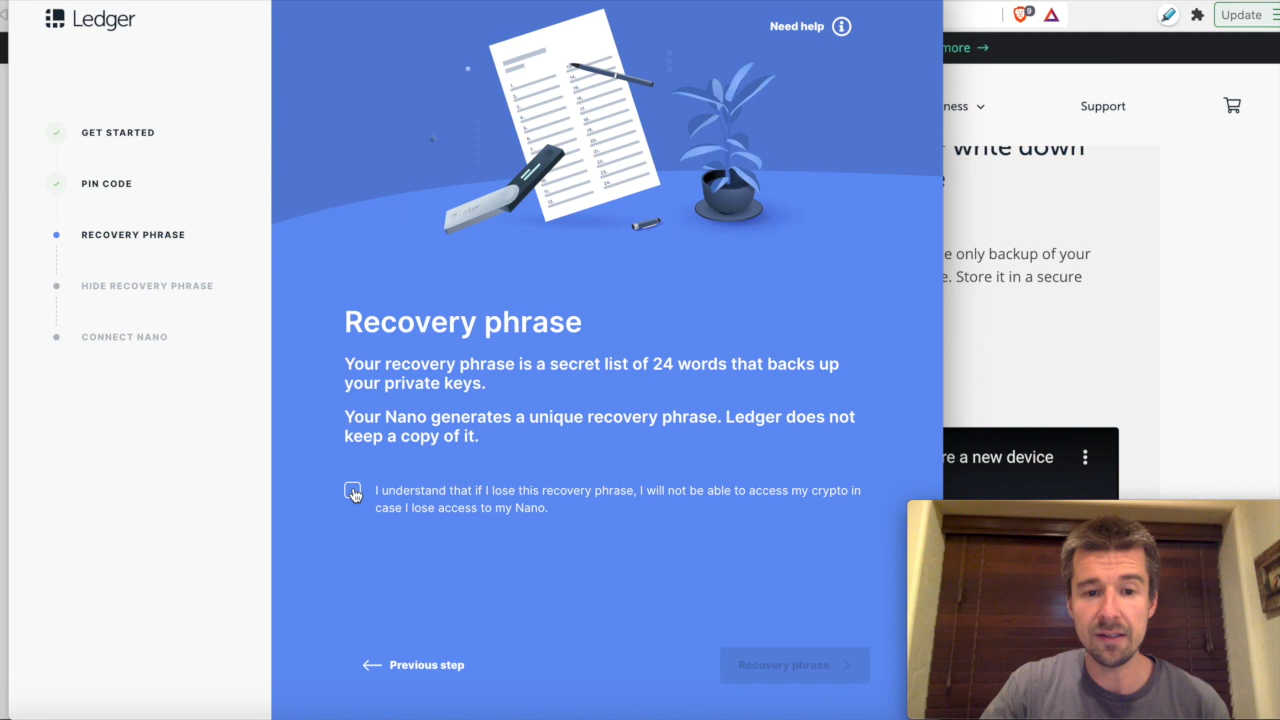 Ledger
GET STARTED
PIN CODE
RECOVERY PHRASE
HIDE RECOVERY PHRASE
CONNECT NANO
Need help
Recovery phrase
Your recovery phrase is a secret list of 24 words that backs up
your private keys.
Your Nano generates a unique recovery phrase. Ledger does not
keep a copy of it.
I understand that if I lose this recovery phrase, I will not be able to access my crypto in
case I lose access to my Nano.
Previous step
Recovery phrase
9
Update
more →
ness
Support
write down
e only backup of your
e. Store it in a secure
re a new device